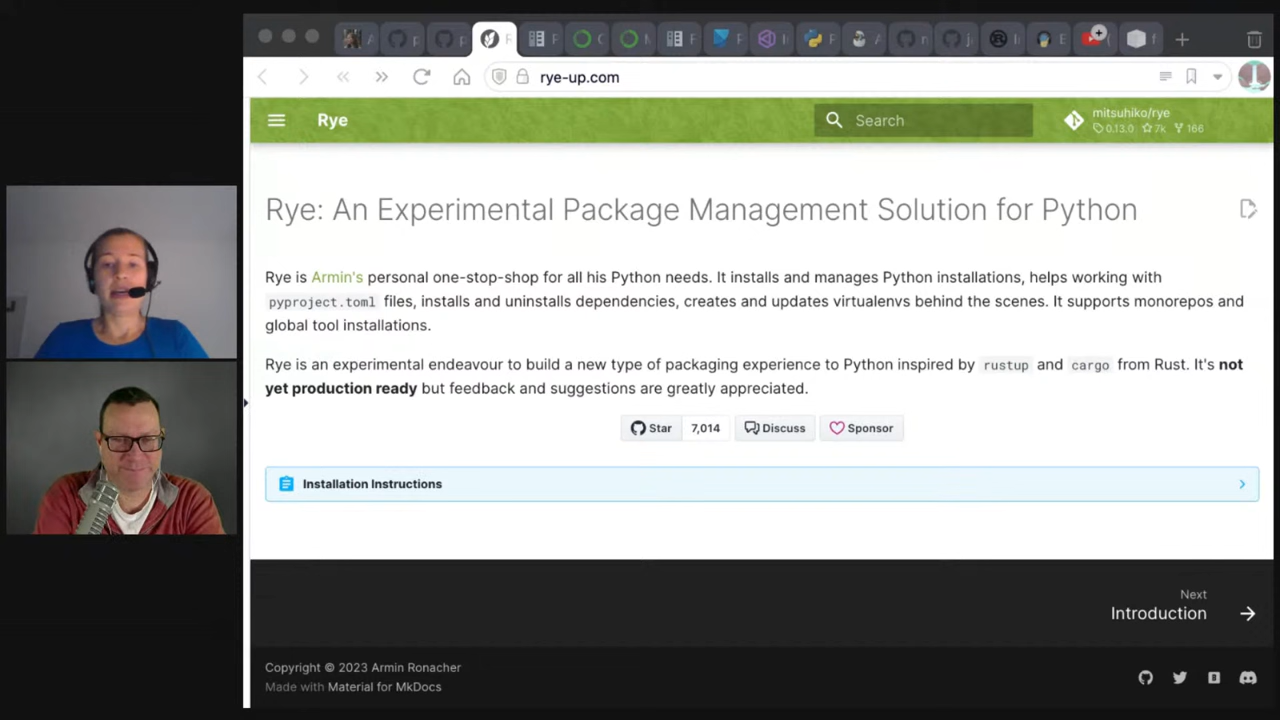 rye-up.com
Rye
Search
mitsuhiko/rye
0.13.0 7k 166
Rye: An Experimental Package Management Solution for Python
Rye is Armin's personal one-stop-shop for all his Python needs. It installs and manages Python installations, helps working with
pyproject.toml files, installs and uninstalls dependencies, creates and updates virtualenvs behind the scenes. It supports monorepos and
global tool installations.
Rye is an experimental endeavour to build a new type of packaging experience to Python inspired by rustup and cargo from Rust. It's not
yet production ready but feedback and suggestions are greatly appreciated.
Star 7,014 Discuss Sponsor
Installation Instructions
Next
Introduction
Copyright © 2023 Armin Ronacher
Made with Material for MkDocs